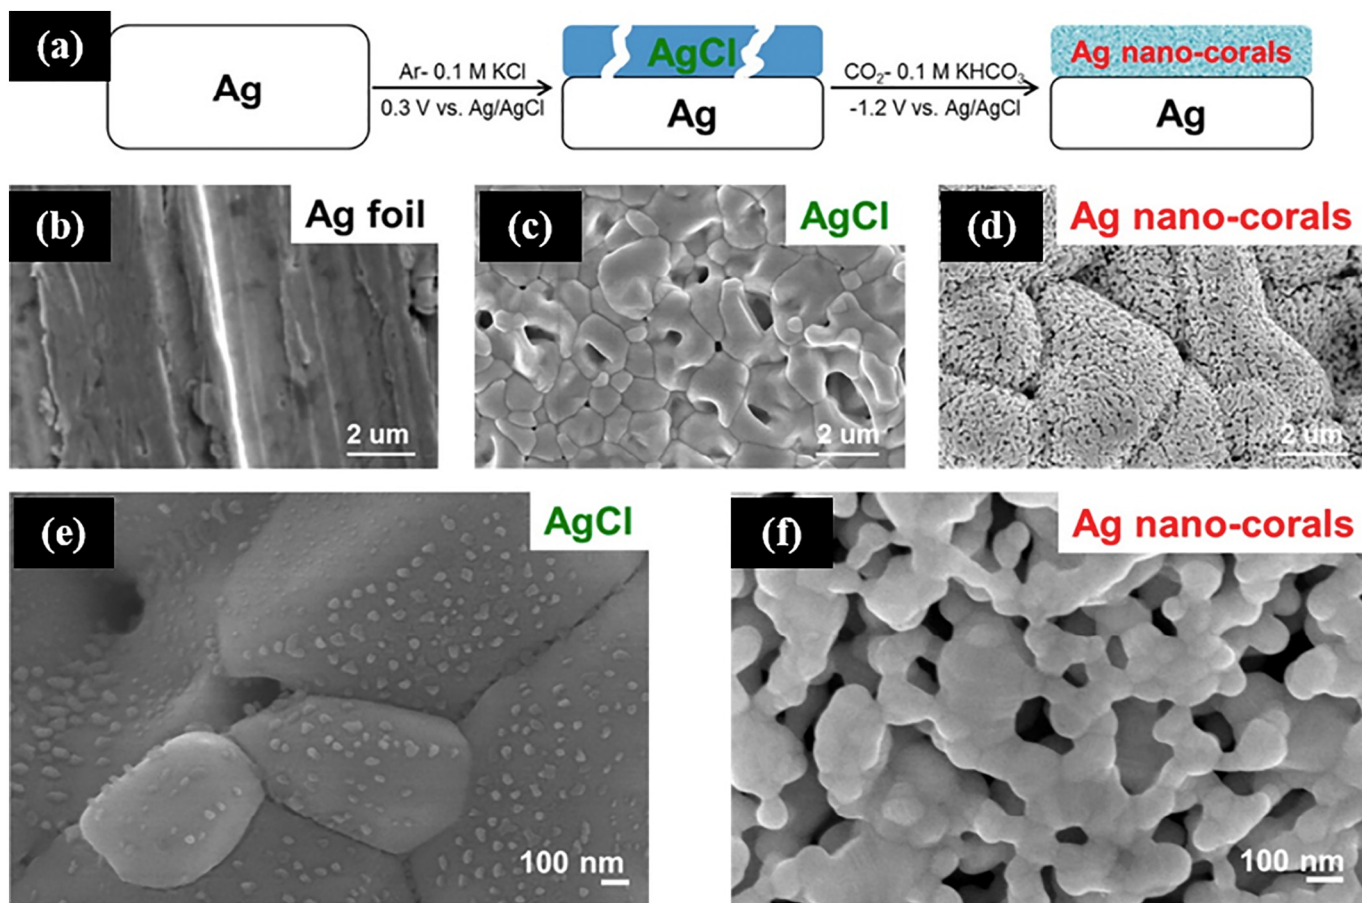 (a)
Ag
Ar- 0.1 M KCl
0.3 V vs. Ag/AgCl
AgCl
Ag
CO₂- 0.1 M KHCO₃
-1.2 V vs. Ag/AgCl
Ag nano-corals
Ag
(b)
Ag foil
2 um
(c)
AgCl
2 um
(d)
Ag nano-corals
2 um
(e)
AgCl
100 nm
(f)
Ag nano-corals
100 nm